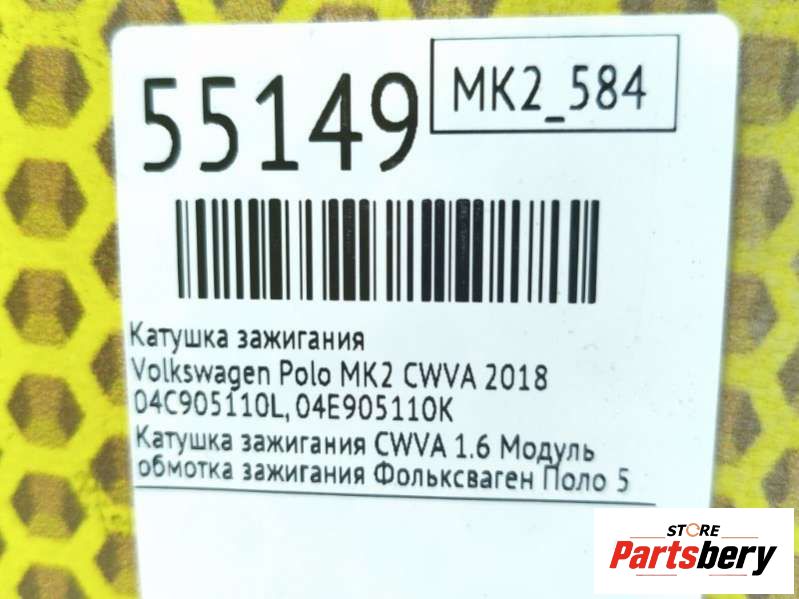 55149
MK2_584
Катушка зажигания
Volkswagen Polo MK2 CWVA 2018
04C905110L, 04E905110K
Катушка зажигания CWVA 1.6 Модуль
обмотка зажигания Фольксваген Поло 5
STORE
Partsbery